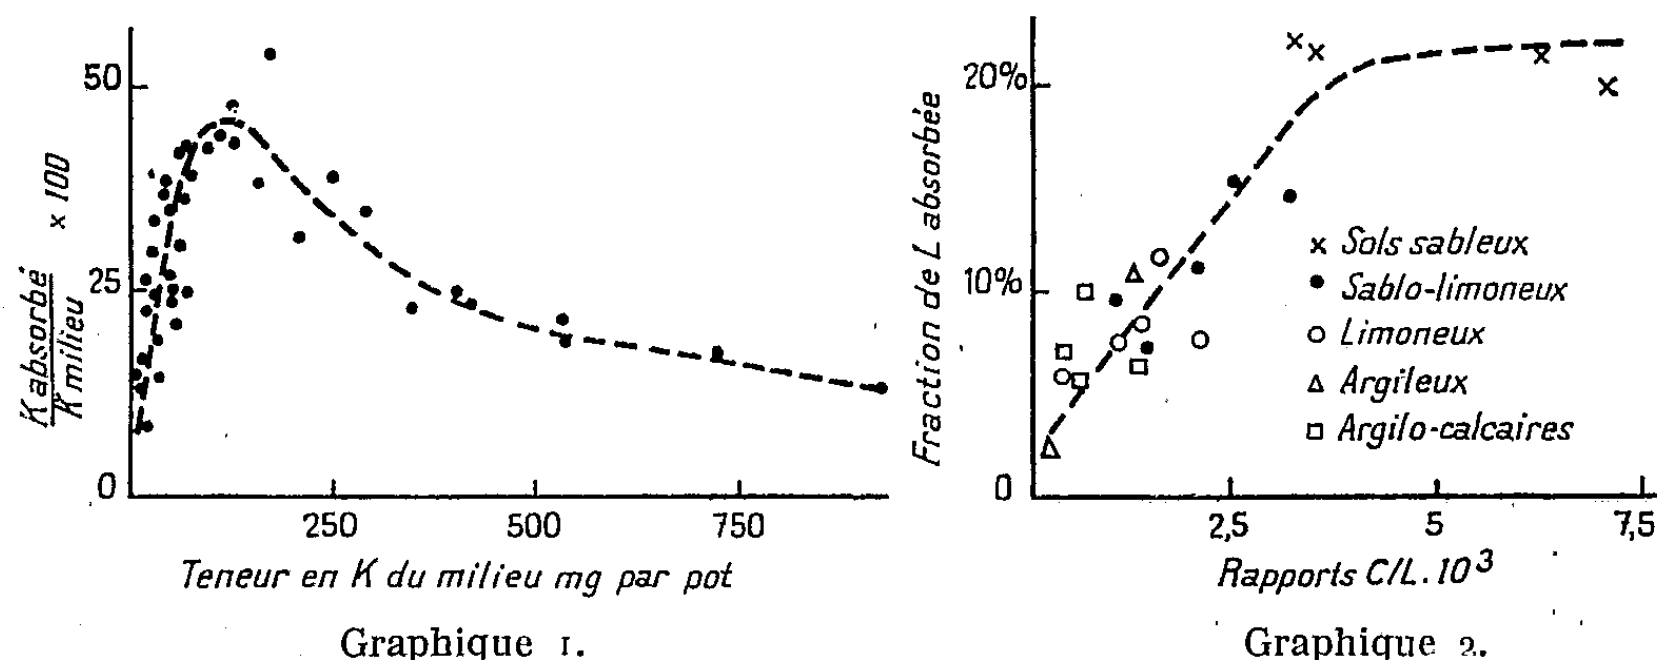 50
25
0
K absorbé
K milieu
× 100
250 500 750
Teneur en K du milieu mg par pot
Graphique 1.
20%
10%
0
Fraction de L absorbée
× Sols sableux
● Sablo-limoneux
○ Limoneux
△ Argileux
□ Argilo-calcaires
2,5 5 7,5
Rapports C/L.10³
Graphique 2.